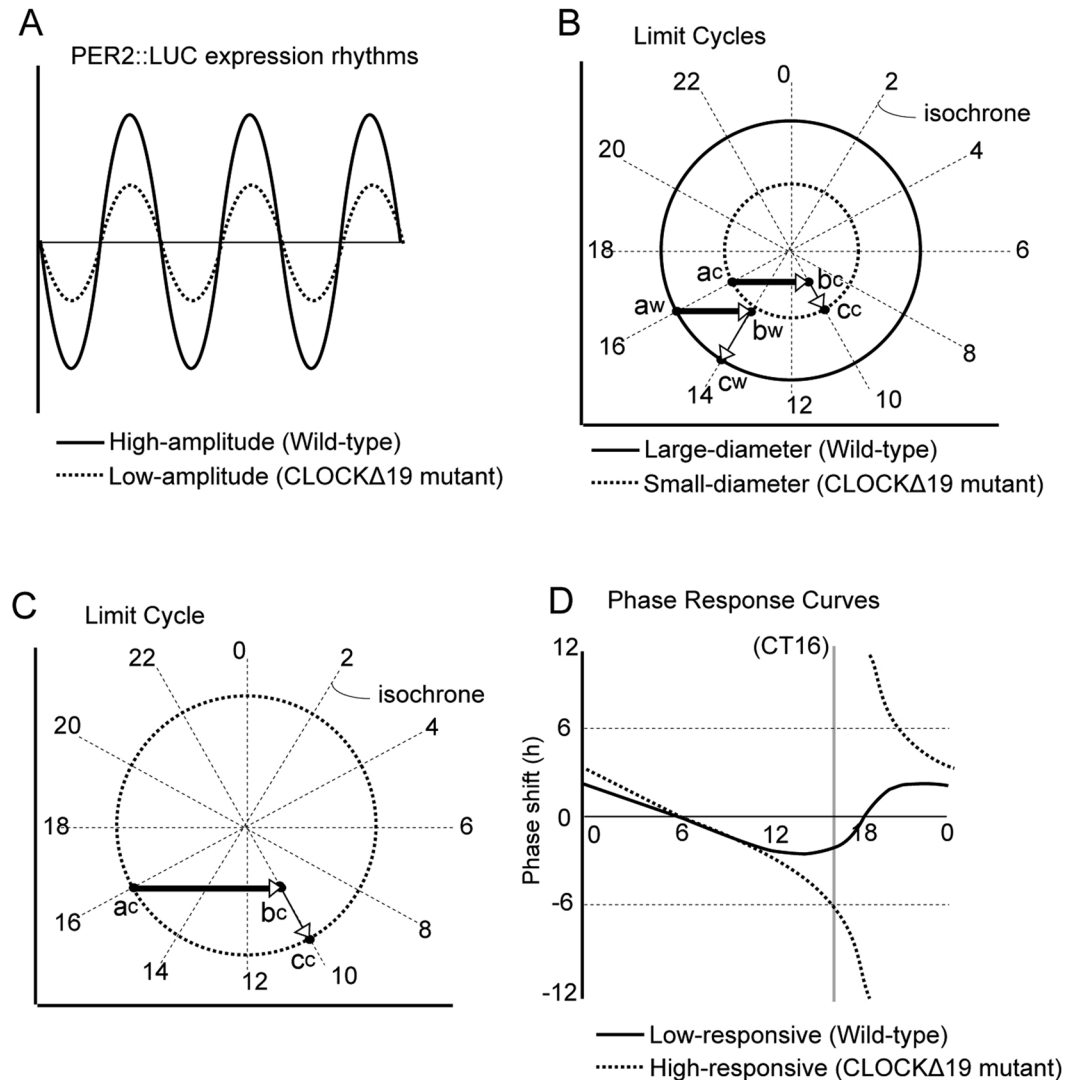 A
PER2::LUC expression rhythms
High-amplitude (Wild-type)
Low-amplitude (CLOCKΔ19 mutant)
B
Limit Cycles
0
2
isochrone
4
6
8
10
12
14
16
18
20
22
ac
bc
cc
aw
bw
cw
Large-diameter (Wild-type)
Small-diameter (CLOCKΔ19 mutant)
C
Limit Cycle
0
2
isochrone
4
6
8
10
12
14
16
18
20
22
ac
bc
cc
D
Phase Response Curves
(CT16)
Phase shift (h)
12
6
0
-6
-12
0
6
12
18
0
Low-responsive (Wild-type)
High-responsive (CLOCKΔ19 mutant)